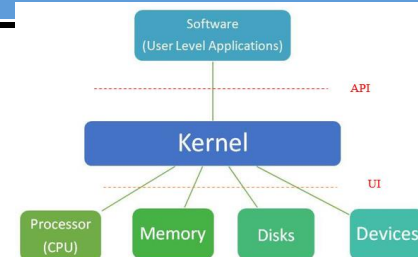 Software
(User Level Applications)
API
Kernel
UI
Processor
(CPU)
Memory
Disks
Devices